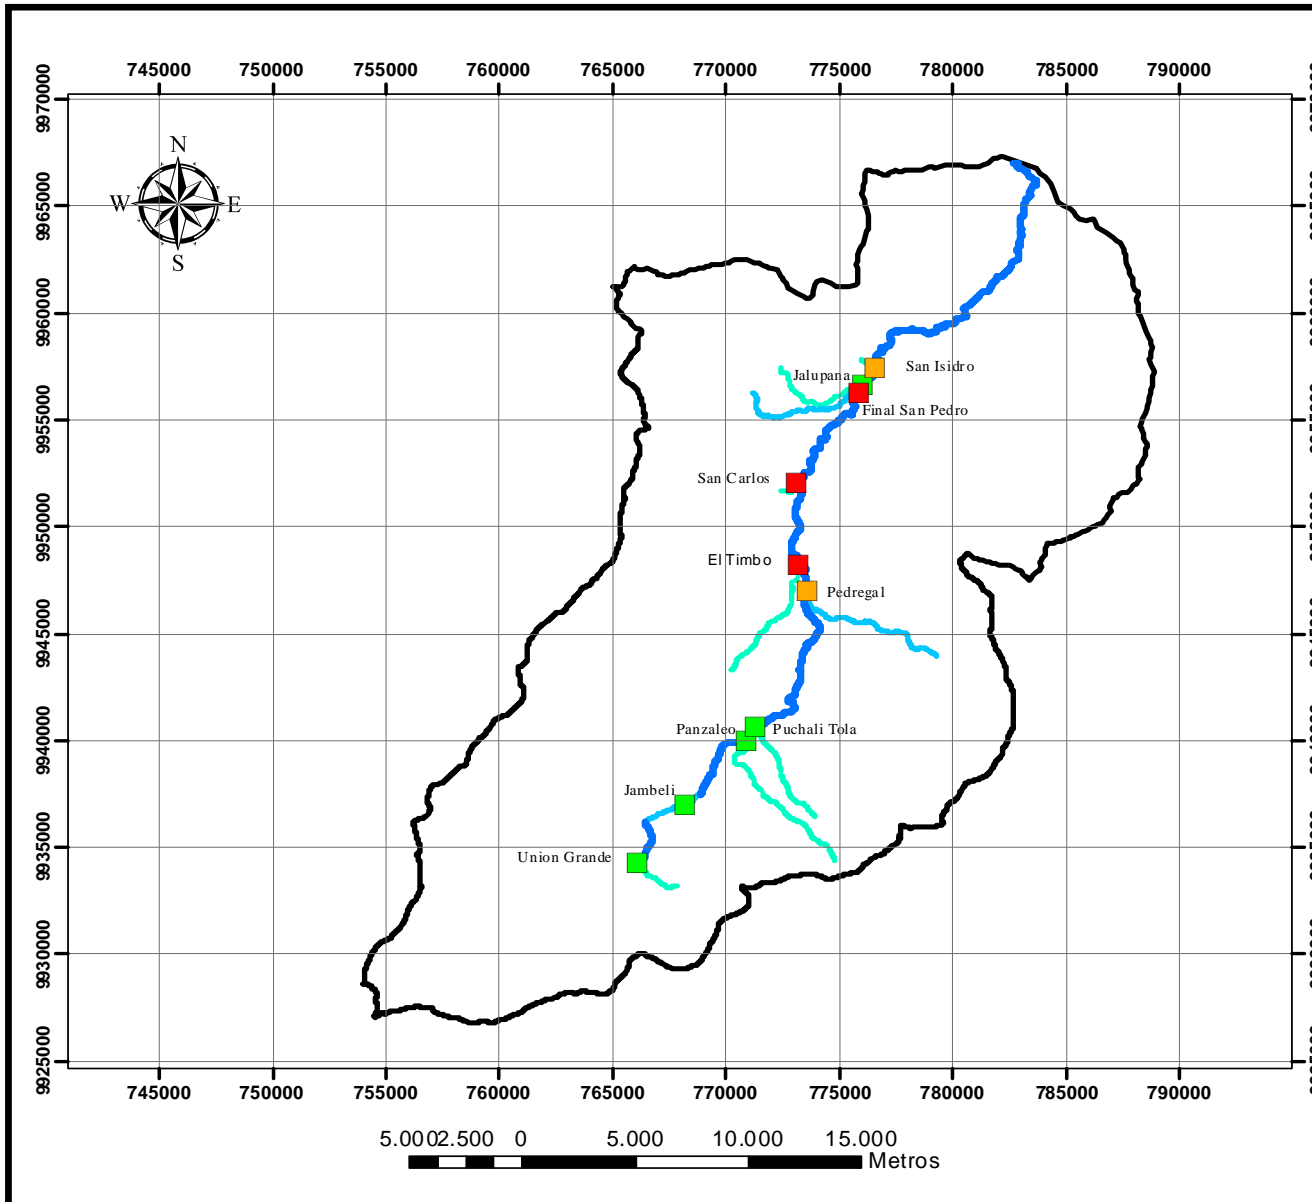 745000 750000 755000 760000 765000 770000 775000 780000 785000 790000
9970000
9965000
9960000
9955000
9950000
9945000
9940000
9935000
9930000
9925000
N
W E
S
San Isidro
Jalupana
Final San Pedro
San Carlos
El Timbo
Pedregal
Panzaleo Puchali Tola
Jambeli
Union Grande
745000 750000 755000 760000 765000 770000 775000 780000 785000 790000
5.000 2.500 0 5.000 10.000 15.000
Metros